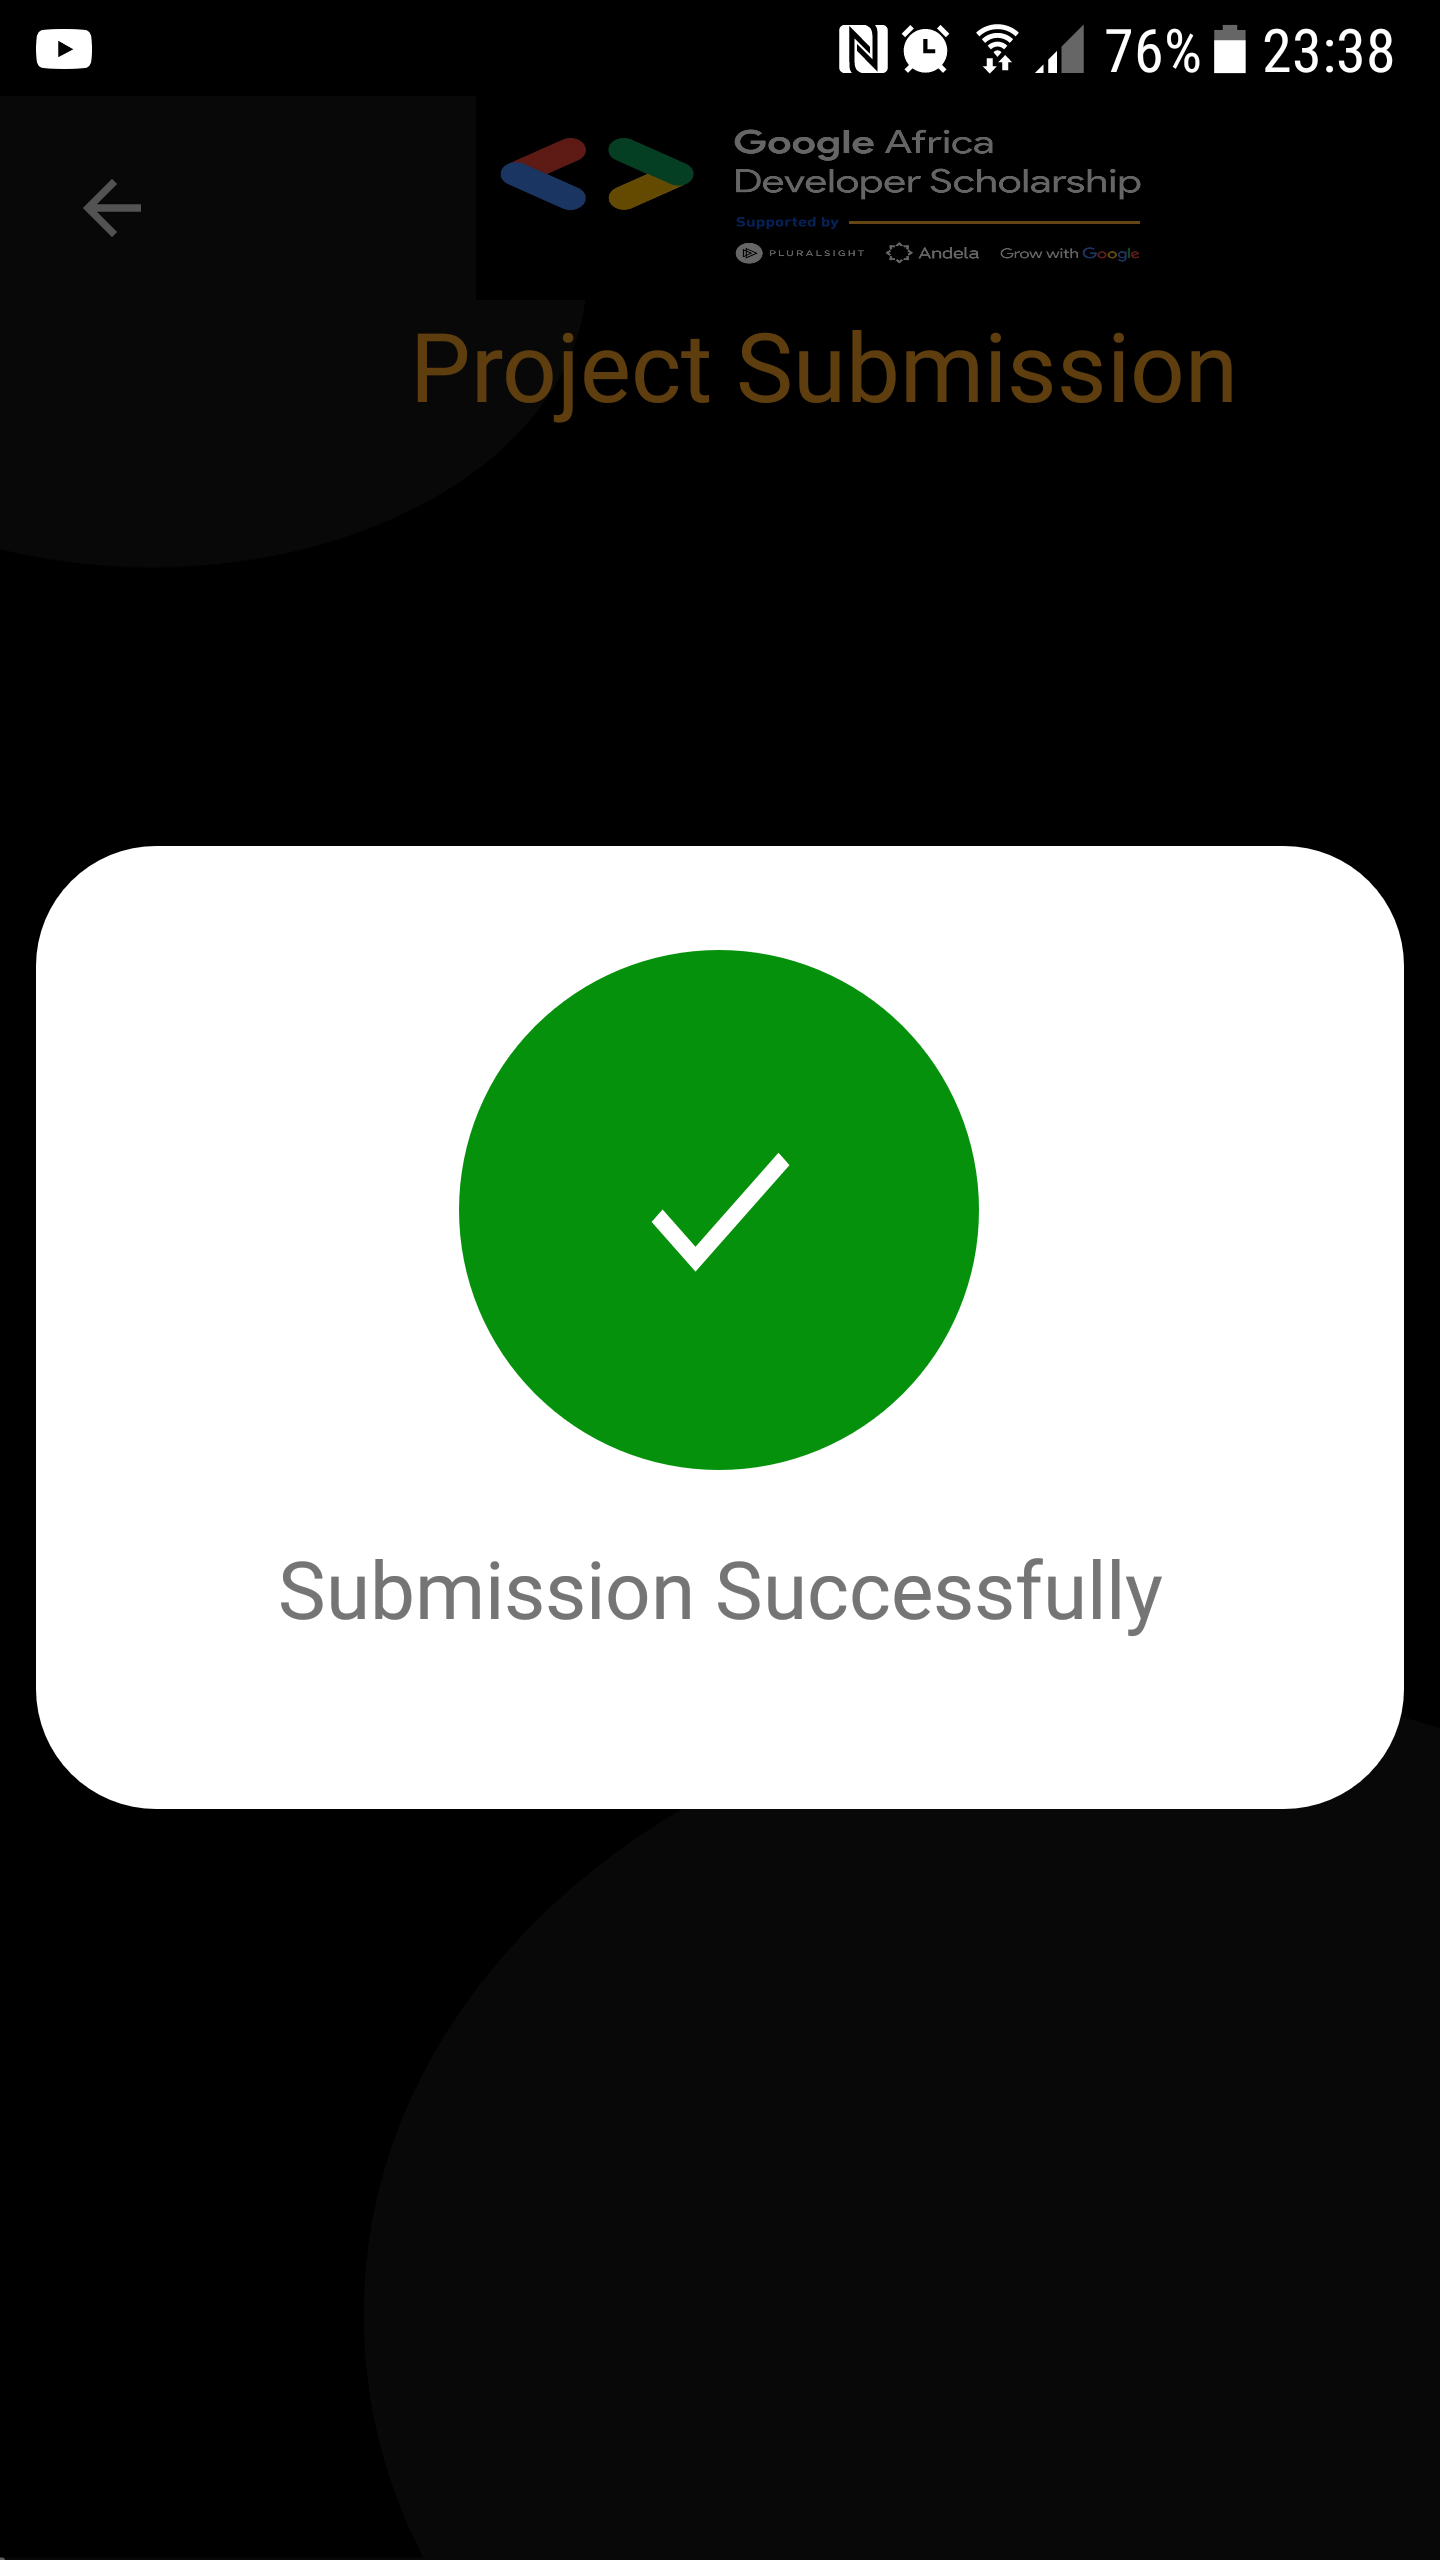 76% 23:38
Google Africa
Developer Scholarship
Supported by
PLURALSIGHT Andela Grow with Google
Project Submission
Submission Successfully